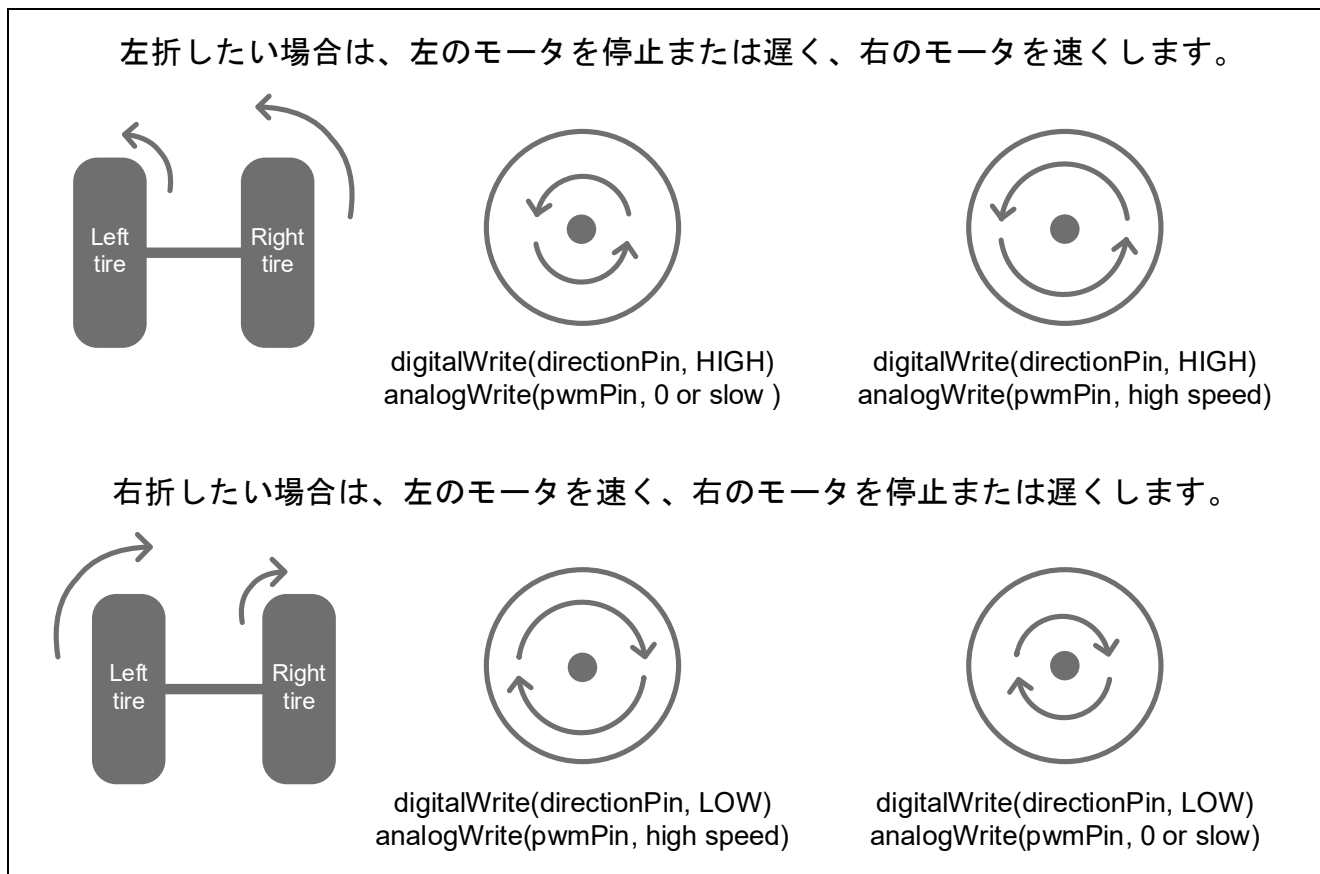 左折したい場合は、左のモータを停止または遅く、右のモータを速くします。
Left
tire
Right
tire
digitalWrite(directionPin, HIGH)
analogWrite(pwmPin, 0 or slow )
digitalWrite(directionPin, HIGH)
analogWrite(pwmPin, high speed)
右折したい場合は、左のモータを速く、右のモータを停止または遅くします。
Left
tire
Right
tire
digitalWrite(directionPin, LOW)
analogWrite(pwmPin, high speed)
digitalWrite(directionPin, LOW)
analogWrite(pwmPin, 0 or slow)